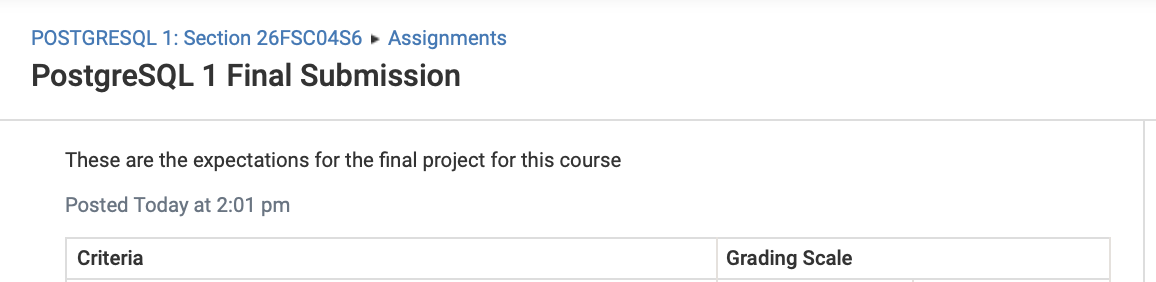 POSTGRESQL 1: Section 26FSC04S6 ▸ Assignments
PostgreSQL 1 Final Submission
These are the expectations for the final project for this course
Posted Today at 2:01 pm
Criteria Grading Scale